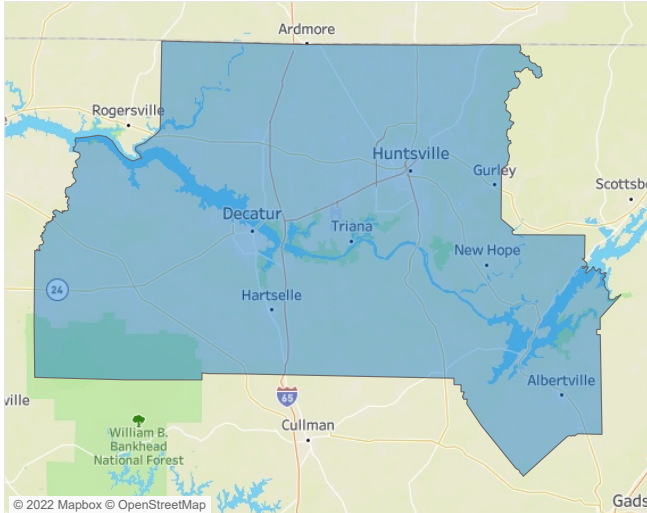 Ardmore
Rogersville
Huntsville
Gurley
Scottsb
Decatur
Triana
New Hope
24
Hartselle
Albertville
ville
65
Cullman
William B.
Bankhead
National Forest
Gads
© 2022 Mapbox © OpenStreetMap